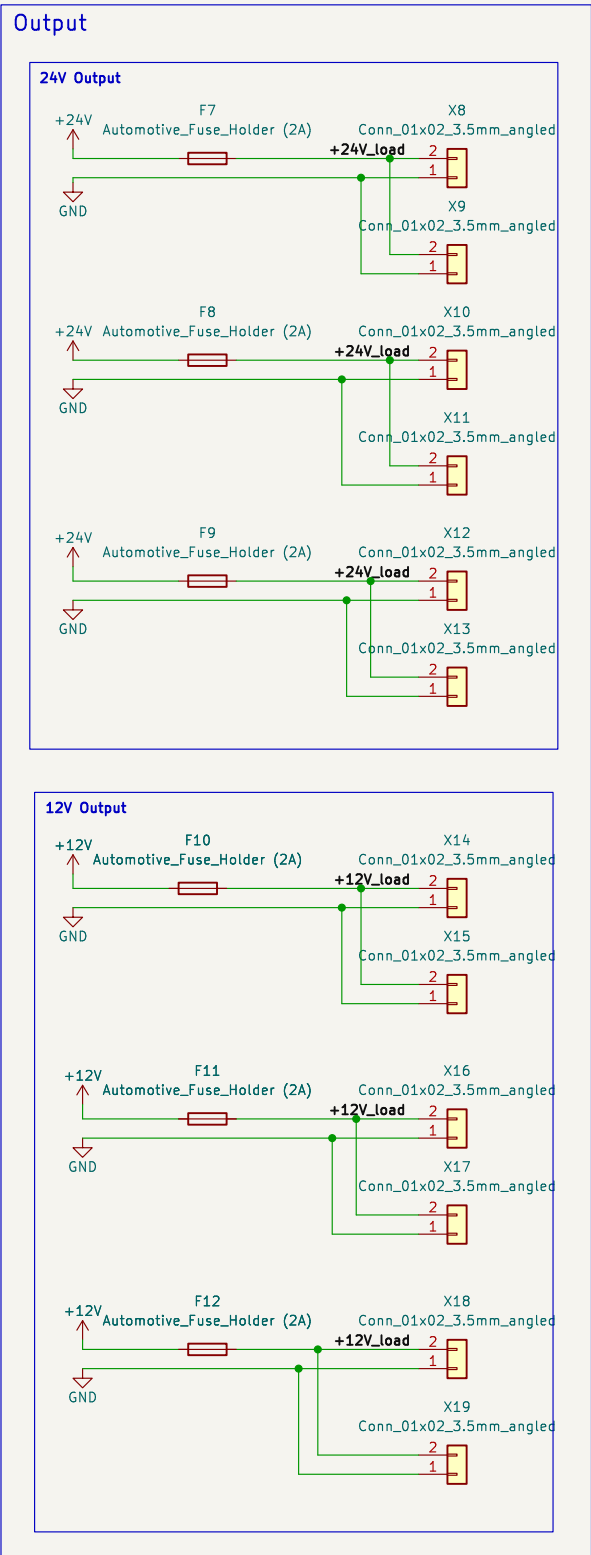 Output
24V Output
+24V
F7
Automotive_Fuse_Holder (2A)
X8
Conn_01x02_3.5mm_angled
+24V_load
2
1
GND
X9
Conn_01x02_3.5mm_angled
2
1
+24V
F8
Automotive_Fuse_Holder (2A)
X10
Conn_01x02_3.5mm_angled
+24V_load
2
1
GND
X11
Conn_01x02_3.5mm_angled
2
1
+24V
F9
Automotive_Fuse_Holder (2A)
X12
Conn_01x02_3.5mm_angled
+24V_load
2
1
GND
X13
Conn_01x02_3.5mm_angled
2
1
12V Output
+12V
F10
Automotive_Fuse_Holder (2A)
X14
Conn_01x02_3.5mm_angled
+12V_load
2
1
GND
X15
Conn_01x02_3.5mm_angled
2
1
+12V
F11
Automotive_Fuse_Holder (2A)
X16
Conn_01x02_3.5mm_angled
+12V_load
2
1
GND
X17
Conn_01x02_3.5mm_angled
2
1
+12V
F12
Automotive_Fuse_Holder (2A)
X18
Conn_01x02_3.5mm_angled
+12V_load
2
1
GND
X19
Conn_01x02_3.5mm_angled
2
1